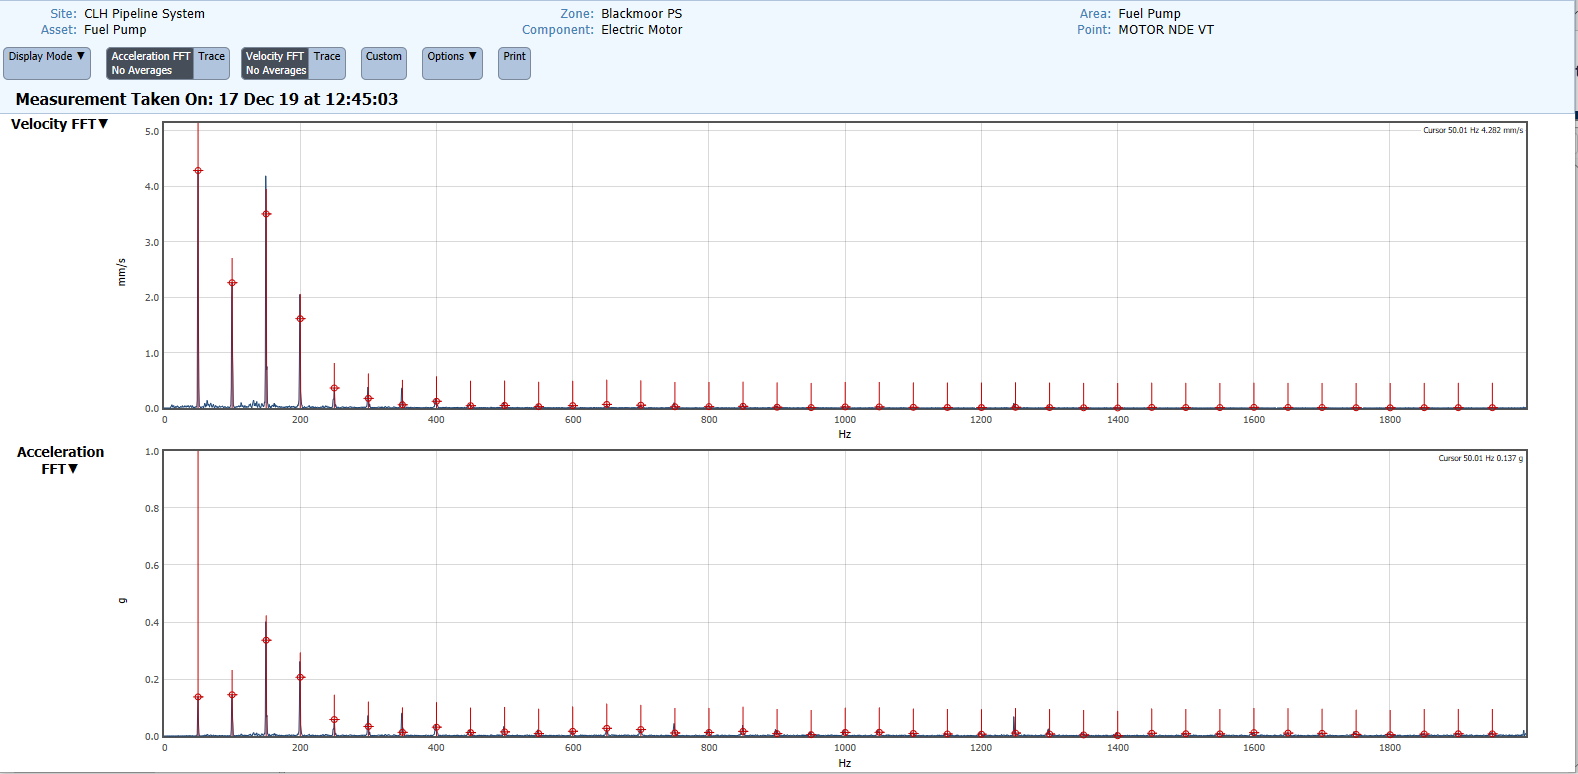 Site: CLH Pipeline System Zone: Blackmoor PS Area: Fuel Pump
Asset: Fuel Pump Component: Electric Motor Point: MOTOR NDE VT
Display Mode ▼ Acceleration FFT Trace Velocity FFT Trace Custom Options ▼ Print
No Averages No Averages
Measurement Taken On: 17 Dec 19 at 12:45:03
Velocity FFT▼
Cursor 50.01 Hz 4.282 mm/s
5.0
4.0
3.0
mm/s
2.0
1.0
0.0
0 200 400 600 800 1000 1200 1400 1600 1800
Hz
Acceleration
FFT▼
Cursor 50.01 Hz 0.137 g
1.0
0.8
0.6
g
0.4
0.2
0.0
0 200 400 600 800 1000 1200 1400 1600 1800
Hz